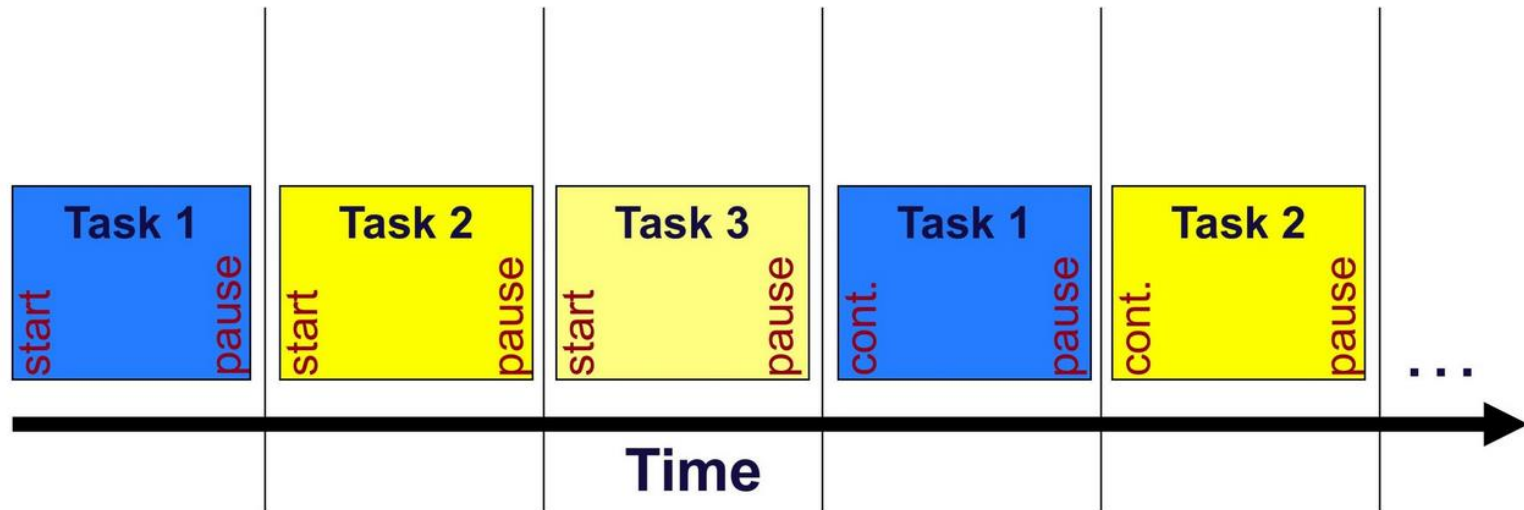 Task 1
start
pause
Task 2
start
pause
Task 3
start
pause
Task 1
cont.
pause
Task 2
cont.
pause
...
Time